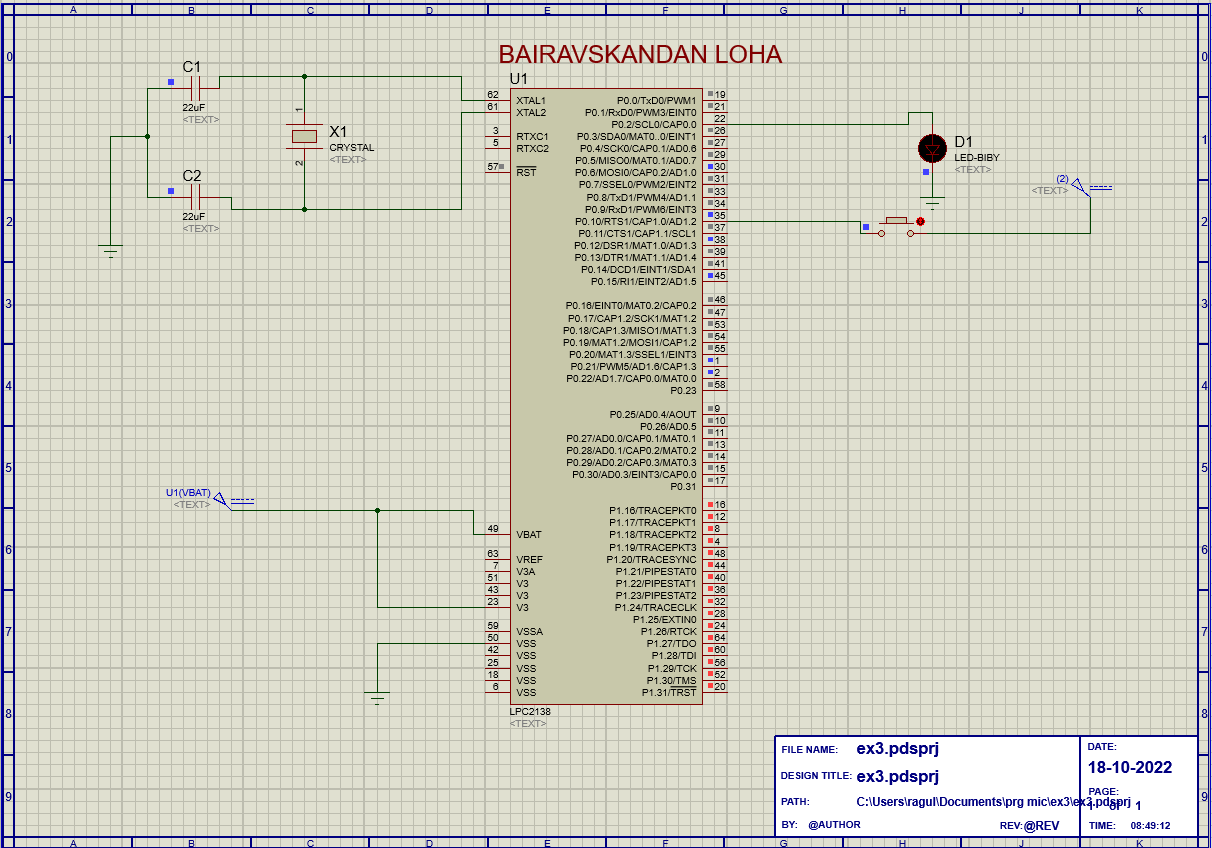 A B C D E F G H J K
BAIRAVSKANDAN LOHA
0 0
C1
22uF
<TEXT>
X1
CRYSTAL
<TEXT>
1
2
C2
22uF
<TEXT>
U1
62 XTAL1
61 XTAL2
3 RTXC1
5 RTXC2
57 RST
49 VBAT
63 VREF
7 V3A
51 V3
43 V3
23 V3
59 VSSA
50 VSS
42 VSS
25 VSS
18 VSS
6 VSS
P0.0/TxD0/PWM1 19
P0.1/RxD0/PWM3/EINT0 21
P0.2/SCL0/CAP0.0 22
P0.3/SDA0/MAT0..0/EINT1 26
P0.4/SCK0/CAP0.1/AD0.6 27
P0.5/MISO0/MAT0.1/AD0.7 29
P0.6/MOSI0/CAP0.2/AD1.0 30
P0.7/SSEL0/PWM2/EINT2 31
P0.8/TxD1/PWM4/AD1.1 33
P0.9/RxD1/PWM6/EINT3 34
P0.10/RTS1/CAP1.0/AD1.2 35
P0.11/CTS1/CAP1.1/SCL1 37
P0.12/DSR1/MAT1.0/AD1.3 38
P0.13/DTR1/MAT1.1/AD1.4 39
P0.14/DCD1/EINT1/SDA1 41
P0.15/RI1/EINT2/AD1.5 45
P0.16/EINT0/MAT0.2/CAP0.2 46
P0.17/CAP1.2/SCK1/MAT1.2 47
P0.18/CAP1.3/MISO1/MAT1.3 53
P0.19/MAT1.2/MOSI1/CAP1.2 54
P0.20/MAT1.3/SSEL1/EINT3 55
P0.21/PWM5/AD1.6/CAP1.3 1
P0.22/AD1.7/CAP0.0/MAT0.0 2
P0.23 58
P0.25/AD0.4/AOUT 9
P0.26/AD0.5 10
P0.27/AD0.0/CAP0.1/MAT0.1 11
P0.28/AD0.1/CAP0.2/MAT0.2 13
P0.29/AD0.2/CAP0.3/MAT0.3 14
P0.30/AD0.3/EINT3/CAP0.0 15
P0.31 17
P1.16/TRACEPKT0 16
P1.17/TRACEPKT1 12
P1.18/TRACEPKT2 8
P1.19/TRACEPKT3 4
P1.20/TRACESYNC 48
P1.21/PIPESTAT0 44
P1.22/PIPESTAT1 40
P1.23/PIPESTAT2 36
P1.24/TRACECLK 32
P1.25/EXTIN0 28
P1.26/RTCK 24
P1.27/TDO 64
P1.28/TDI 60
P1.29/TCK 56
P1.30/TMS 52
P1.31/TRST 20
LPC2138
<TEXT>
D1
LED-BIBY
<TEXT>
(2)
<TEXT>
U1(VBAT)
<TEXT>
1 1
2 2
3 3
4 4
5 5
6 6
7 7
8 8
9 9
FILE NAME: ex3.pdsprj
DESIGN TITLE: ex3.pdsprj
PATH: C:\Users\ragul\Documents\prg mic\ex3\ex3.pdsprj
BY: @AUTHOR REV:@REV
DATE:
18-10-2022
PAGE:
1 of 1
TIME: 08:49:12
A B C D E F G H J K